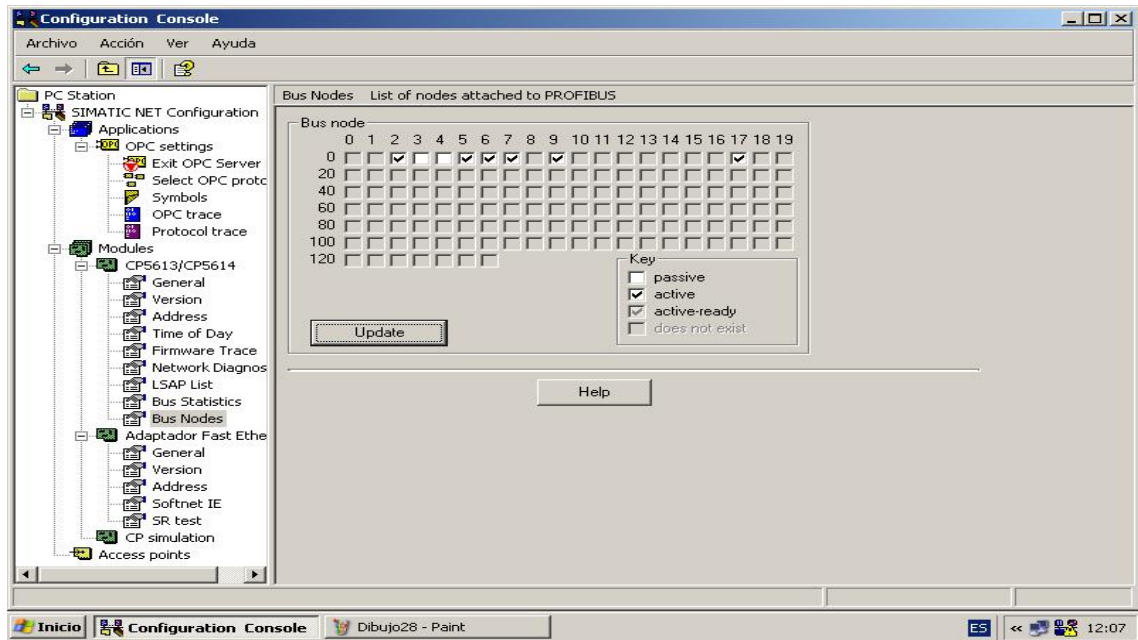 Configuration Console
Archivo Acción Ver Ayuda
PC Station
SIMATIC NET Configuration
Applications
OPC settings
Exit OPC Server
Select OPC protc
Symbols
OPC trace
Protocol trace
Modules
CP5613/CP5614
General
Version
Address
Time of Day
Firmware Trace
Network Diagnos
LSAP List
Bus Statistics
Bus Nodes
Adaptador Fast Ethe
General
Version
Address
Softnet IE
SR test
CP simulation
Access points
Bus Nodes List of nodes attached to PROFIBUS
Bus node
0 1 2 3 4 5 6 7 8 9 10 11 12 13 14 15 16 17 18 19
0
20
40
60
80
100
120
Key
passive
active
active-ready
does not exist
Update
Help
Inicio Configuration Console Dibujo28 - Paint ES « 12:07